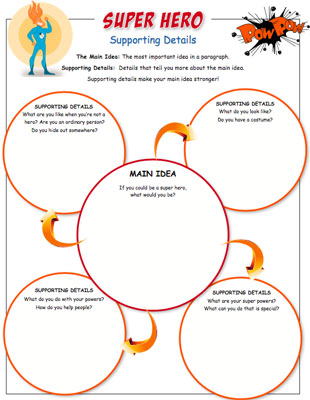 SUPER HERO
Supporting Details
POW POW
The Main Idea: The most important idea in a paragraph.
Supporting Details: Details that tell you more about the main idea.
Supporting details make your main idea stronger!
SUPPORTING DETAILS
What are you like when you're not a
hero? Are you an ordinary person?
Do you hide out somewhere?
SUPPORTING DETAILS
What do you look like?
Do you have a costume?
MAIN IDEA
If you could be a super hero,
what would you be?
SUPPORTING DETAILS
What do you do with your powers?
How do you help people?
SUPPORTING DETAILS
What are your super powers?
What can you do that is special?